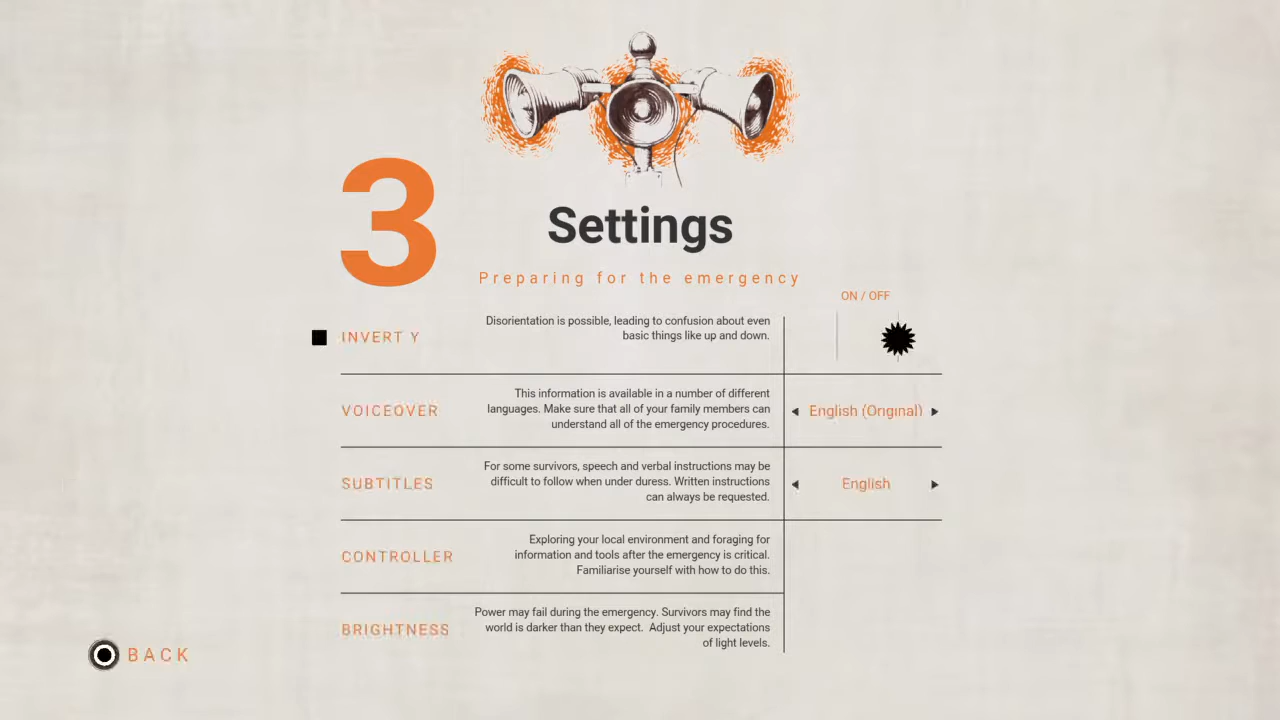 3
Settings
Preparing for the emergency
ON / OFF
INVERT Y
Disorientation is possible, leading to confusion about even
basic things like up and down.
VOICEOVER
This information is available in a number of different
languages. Make sure that all of your family members can
understand all of the emergency procedures.
English (Original)
SUBTITLES
For some survivors, speech and verbal instructions may be
difficult to follow when under duress. Written instructions
can always be requested.
English
CONTROLLER
Exploring your local environment and foraging for
information and tools after the emergency is critical.
Familiarise yourself with how to do this.
BRIGHTNESS
Power may fail during the emergency. Survivors may find the
world is darker than they expect. Adjust your expectations
of light levels.
BACK